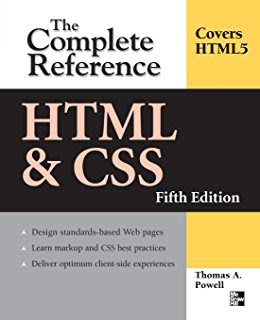 The
Complete
Reference
Covers
HTML5
HTML
& CSS
Fifth Edition
Design standards-based Web pages
Learn markup and CSS best practices
Deliver optimum client-side experiences
Thomas A.
Powell
Mc
Graw
Hill